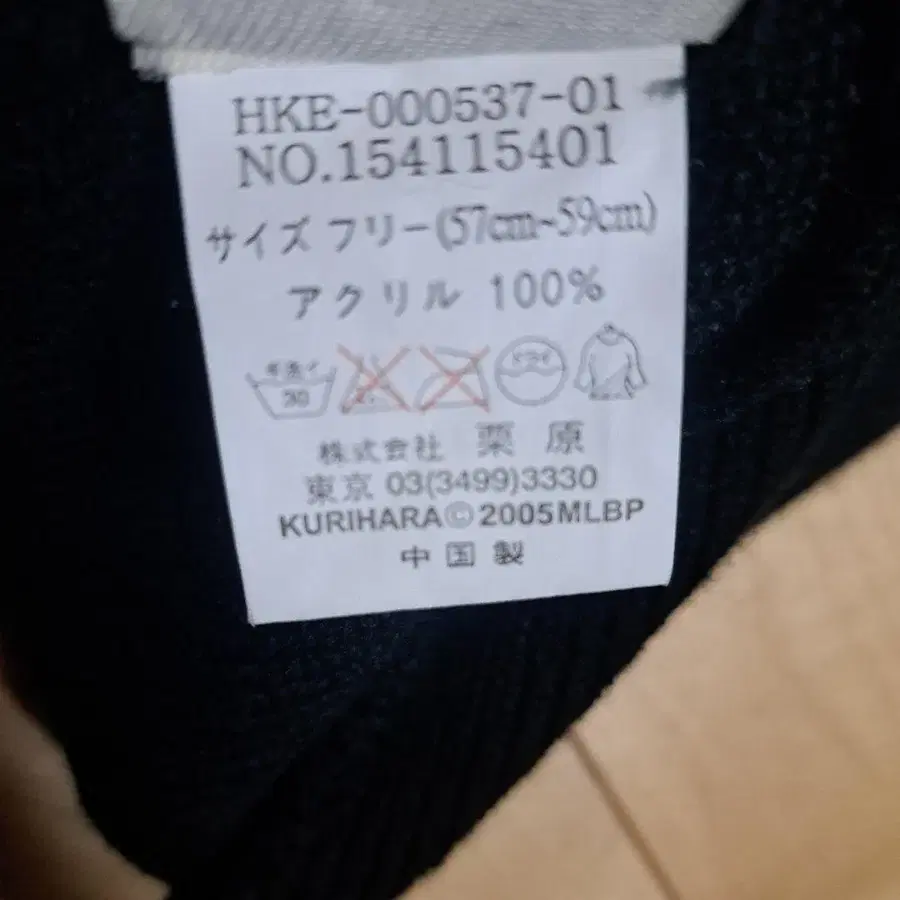 HKE-000537-01
NO.154115401
サイズ フリー(57cm~59cm)
アクリル 100%
手洗イ 30 ドライ
株式会社 栗原
東京 03(3499)3330
KURIHARA© 2005MLBP
中国製